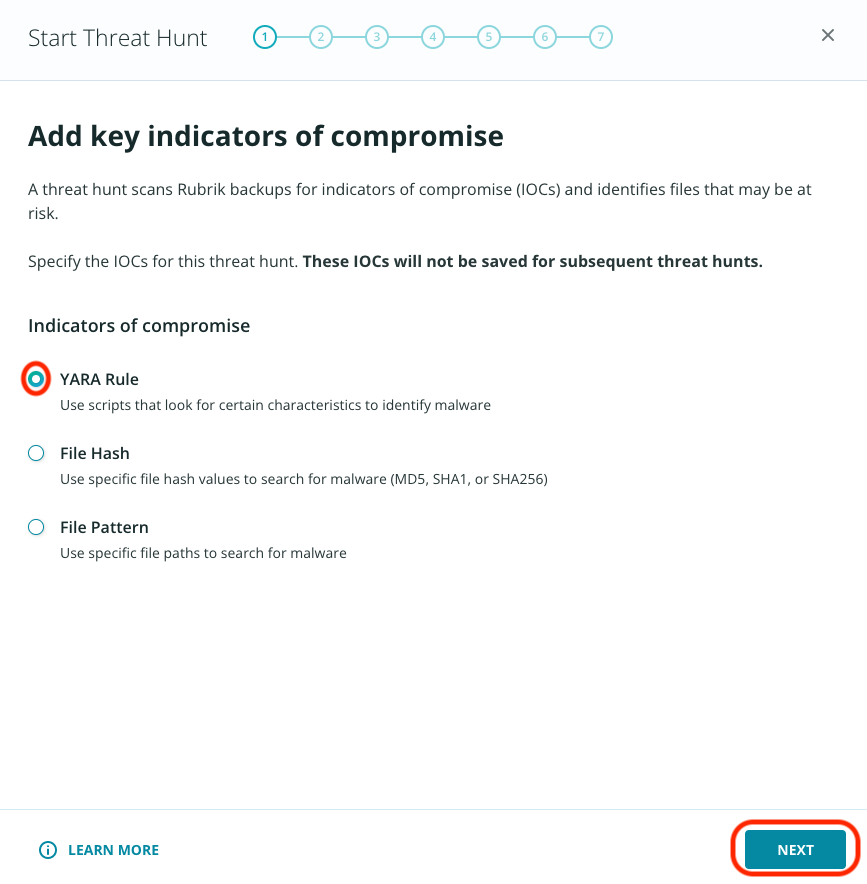 Start Threat Hunt
1 2 3 4 5 6 7
Add key indicators of compromise
A threat hunt scans Rubrik backups for indicators of compromise (IOCs) and identifies files that may be at
risk.
Specify the IOCs for this threat hunt. These IOCs will not be saved for subsequent threat hunts.
Indicators of compromise
YARA Rule
Use scripts that look for certain characteristics to identify malware
File Hash
Use specific file hash values to search for malware (MD5, SHA1, or SHA256)
File Pattern
Use specific file paths to search for malware
LEARN MORE
NEXT